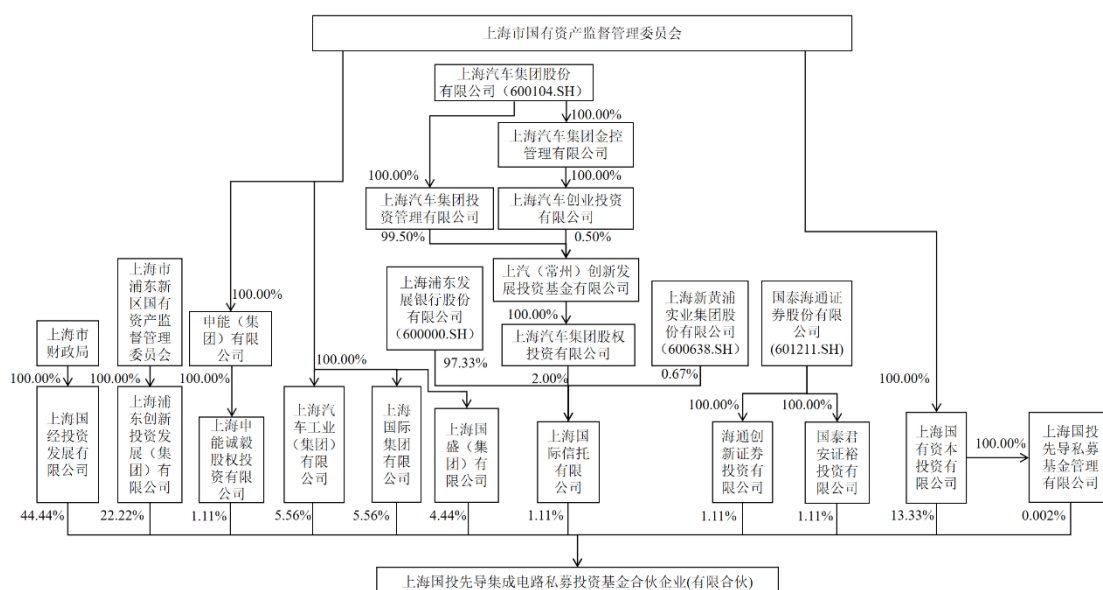 上海市国有资产监督管理委员会
上海汽车集团股份
有限公司（600104.SH）
100.00%
上海汽车集团金控
管理有限公司
100.00%
100.00%
上海汽车集团投
资管理有限公司
上海汽车创业投资
有限公司
99.50%
0.50%
上海市
浦东新
区国有
资产监
督管理
委员会
100.00%
上海浦东发
展银行股份
有限公司
（600000.SH）
上汽（常州）创新发
展投资基金有限公司
上海新黄浦
实业集团股
份有限公司
（600638.SH）
国泰海通证
券股份有限
公司
(601211.SH)
上海市
财政局
申能（集
团）有限
公司
100.00%
上海汽车集团股权
投资有限公司
97.33%
2.00%
0.67%
100.00%
100.00%
100.00%
100.00%
100.00%
100.00%
上海国
经投资
发展有
限公司
上海浦
东创新
投资发
展（集
团）有
限公司
上海申
能诚毅
股权投
资有限
公司
上海汽
车工业
（集团）
有限公
司
上海
国际
集团
有限
公司
上海国
盛（集
团）有
限公司
上海国
际信托
有限公
司
海通创
新证券
投资有
限公司
国泰君
安证裕
投资有
限公司
上海国
有资本
投资有
限公司
100.00%
上海国投
先导私募
基金管理
有限公司
44.44%
22.22%
1.11%
5.56%
5.56%
4.44%
1.11%
1.11%
1.11%
13.33%
0.002%
上海国投先导集成电路私募投资基金合伙企业(有限合伙)